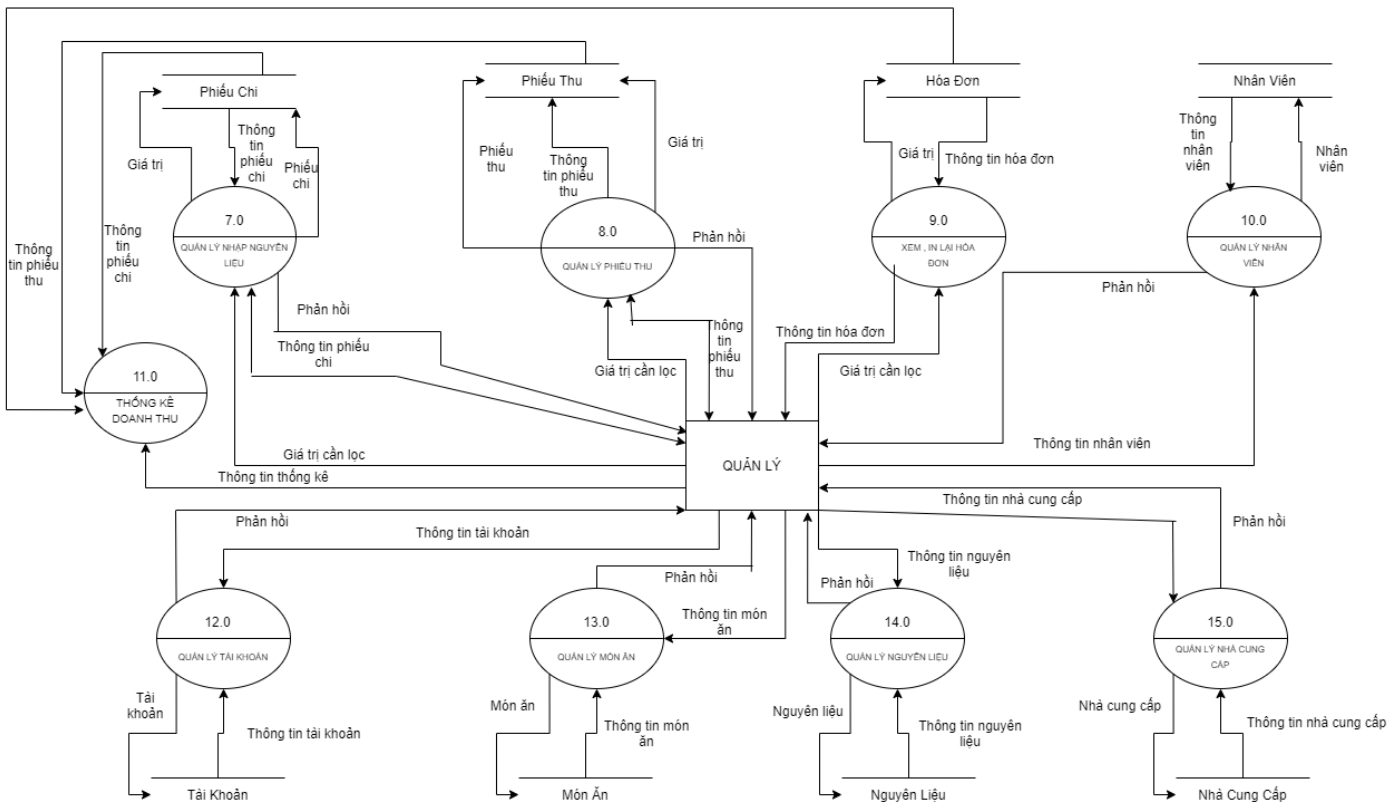 Phiếu Chi
Phiếu Thu
Hóa Đơn
Nhân Viên
Giá trị
Thông
tin phiếu
chi
Phiếu
chi
Phiếu
thu
Thông
tin phiếu
thu
Giá trị
Giá trị
Thông tin hóa đơn
Thông
tin
nhân
viên
Nhân
viên
7.0
QUẢN LÝ NHẬP NGUYÊN
LIỆU
8.0
QUẢN LÝ PHIẾU THU
9.0
XEM , IN LẠI HÓA
ĐƠN
10.0
QUẢN LÝ NHÂN
VIÊN
Thông
tin phiếu
thu
Thông
tin
phiếu
chi
Phản hồi
Phản hồi
Phản hồi
Thông tin phiếu
chi
Thông
tin
phiếu
thu
Thông tin hóa đơn
Giá trị cần lọc
Giá trị cần lọc
11.0
THỐNG KÊ
DOANH THU
QUẢN LÝ
Giá trị cần lọc
Thông tin nhân viên
Thông tin thống kê
Thông tin nhà cung cấp
Phản hồi
Thông tin tài khoản
Phản hồi
Phản hồi
Thông tin nguyên
liệu
Phản hồi
Thông tin món
ăn
12.0
QUẢN LÝ TÀI KHOẢN
13.0
QUẢN LÝ MÓN ĂN
14.0
QUẢN LÝ NGUYÊN LIỆU
15.0
QUẢN LÝ NHÀ CUNG
CẤP
Tài
khoản
Thông tin tài khoản
Món ăn
Thông tin món
ăn
Nguyên liệu
Thông tin nguyên
liệu
Nhà cung cấp
Thông tin nhà cung cấp
Tài Khoản
Món Ăn
Nguyên Liệu
Nhà Cung Cấp